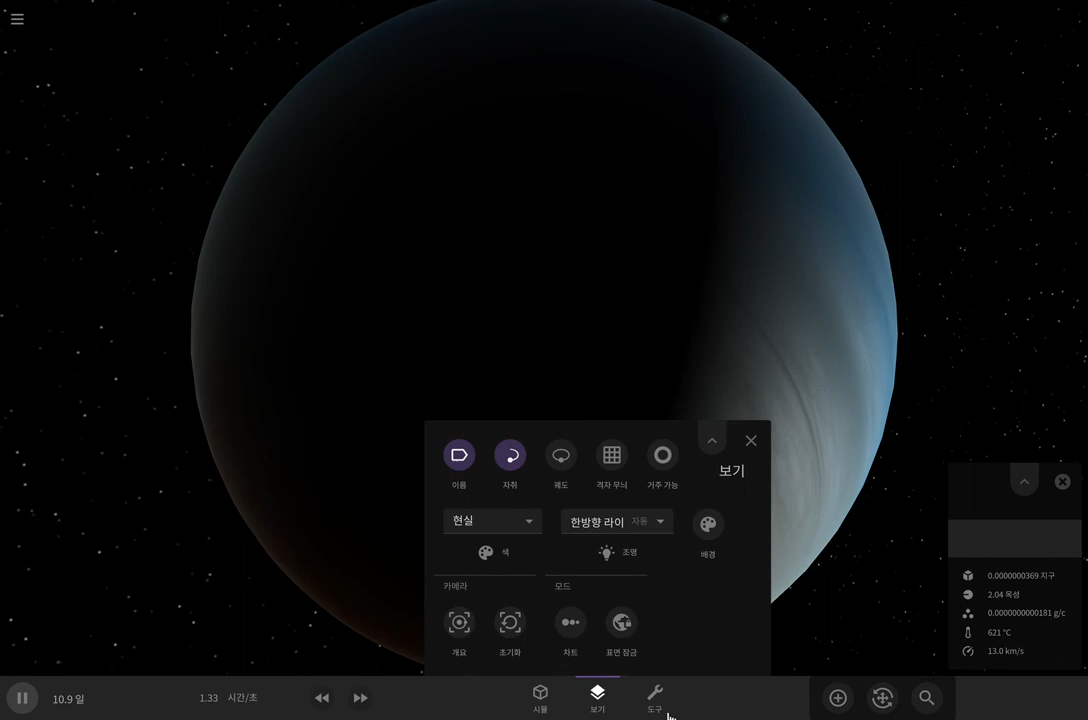 이름 자취 궤도 격자 무늬 거주 가능
보기
현실
한방향 라이 자동
색
조명
배경
카메라
모드
개요 초기화 차트 표면 잠금
0.0000000369 지구
2.04 목성
0.0000000000181 g/c
621 °C
13.0 km/s
10.9 일
1.33 시간/초
시뮬 보기 도구